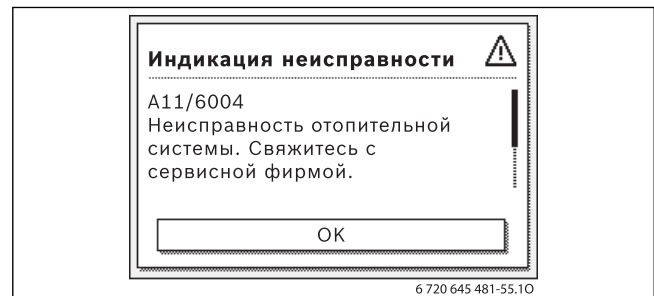 Индикация неисправности
A11/6004
Неисправность отопительной
системы. Свяжитесь с
сервисной фирмой.
OK
6 720 645 481-55.1O